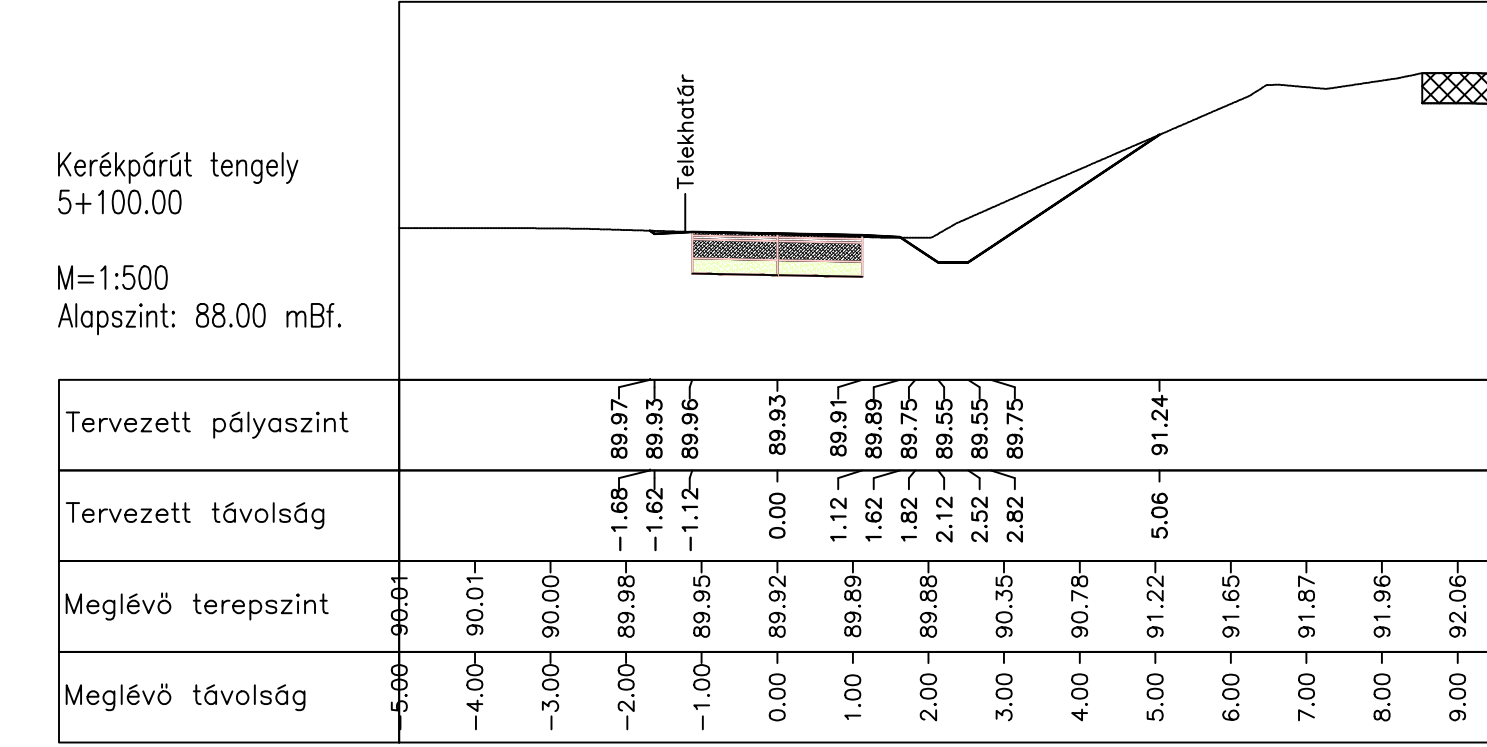 Telekhatár
Kerékpárút tengely
5+100.00
M=1:500
Alapszint: 88.00 mBf.
Tervezett pályaszint 89.97 89.93 89.96 89.93 89.91 89.89 89.75 89.55 89.55 89.75 91.24
Tervezett távolság -1.68 -1.62 -1.12 0.00 1.12 1.62 1.82 2.12 2.52 2.82 5.06
Meglévö terepszint 90.01 90.01 90.00 89.98 89.95 89.92 89.89 89.88 90.35 90.78 91.22 91.65 91.87 91.96 92.06
Meglévö távolság -5.00 -4.00 -3.00 -2.00 -1.00 0.00 1.00 2.00 3.00 4.00 5.00 6.00 7.00 8.00 9.00